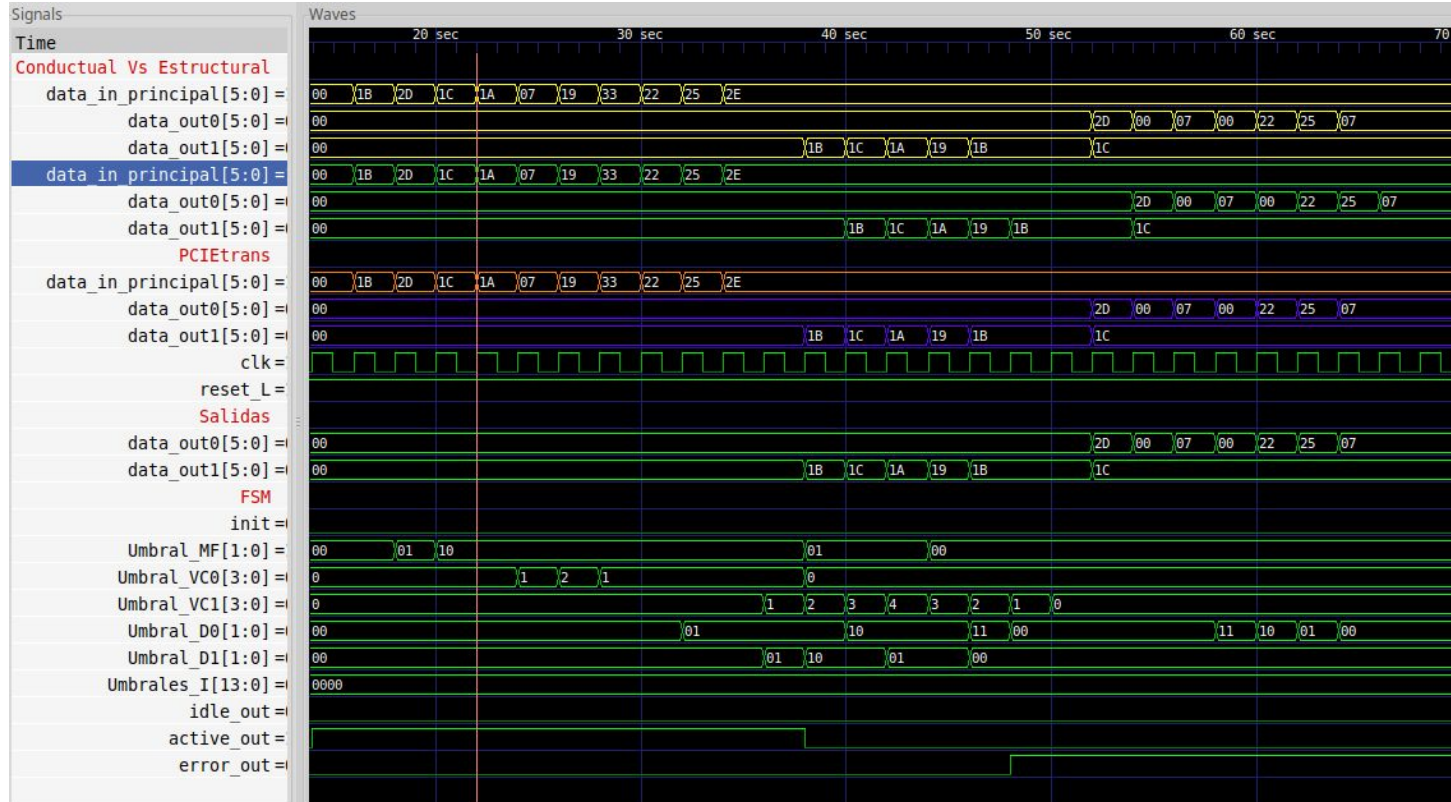 Signals Waves
Time 20 sec 30 sec 40 sec 50 sec 60 sec 70
Conductual Vs Estructural
data_in_principal[5:0] = 00 1B 2D 1C 1A 07 19 33 22 25 2E
data_out0[5:0] = 00 2D 00 07 00 22 25 07
data_out1[5:0] = 00 1B 1C 1A 19 1B 1C
data_in_principal[5:0] = 00 1B 2D 1C 1A 07 19 33 22 25 2E
data_out0[5:0] = 00 2D 00 07 00 22 25 07
data_out1[5:0] = 00 1B 1C 1A 19 1B 1C
PCIEtrans
data_in_principal[5:0] = 00 1B 2D 1C 1A 07 19 33 22 25 2E
data_out0[5:0] = 00 2D 00 07 00 22 25 07
data_out1[5:0] = 00 1B 1C 1A 19 1B 1C
clk =
reset_L =
Salidas
data_out0[5:0] = 00 2D 00 07 00 22 25 07
data_out1[5:0] = 00 1B 1C 1A 19 1B 1C
FSM
init =
Umbral_MF[1:0] = 00 01 10 01 00
Umbral_VC0[3:0] = 0 1 2 1 0
Umbral_VC1[3:0] = 0 1 2 3 4 3 2 1 0
Umbral_D0[1:0] = 00 01 10 11 00 11 10 01 00
Umbral_D1[1:0] = 00 01 10 01 00
Umbrales_I[13:0] = 0000
idle_out =
active_out =
error_out =